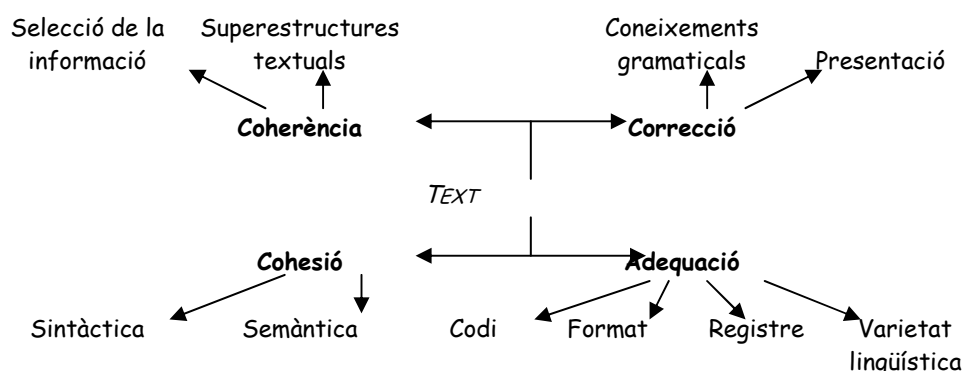 Selecció de la
informació
Superestructures
textuals
Coneixements
gramaticals
Presentació
Coherència
Correcció
TEXT
Cohesió
Adequació
Sintàctica
Semàntica
Codi
Format
Registre
Varietat
lingüística